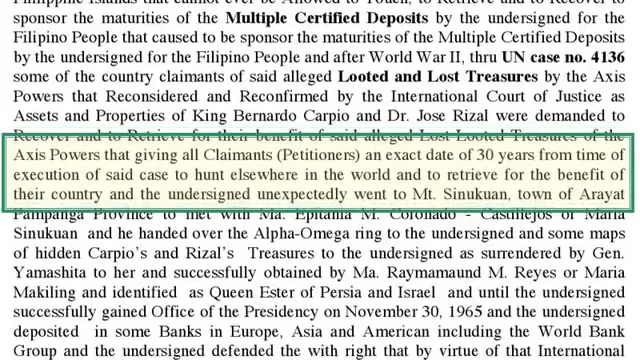 Philippine Islands that cannot ever be Allowed to Touch, to Retrieve and to Recover to
sponsor the maturities of the Multiple Certified Deposits by the undersigned for the
Filipino People that caused to be sponsor the maturities of the Multiple Certified Deposits
by the undersigned for the Filipino People and after World War II, thru UN case no. 4136
some of the country claimants of said alleged Looted and Lost Treasures by the Axis
Powers that Reconsidered and Reconfirmed by the International Court of Justice as
Assets and Properties of King Bernardo Carpio and Dr. Jose Rizal were demanded to
Recover and to Retrieve for their benefit of said alleged Lost Looted Treasures of the
Axis Powers that giving all Claimants (Petitioners) an exact date of 30 years from time of
execution of said case to hunt elsewhere in the world and to retrieve for the benefit of
their country and the undersigned unexpectedly went to Mt. Sinukuan, town of Arayat
Pampanga Province to met with Ma. Epifania M. Coronado - Castillejos or Maria
Sinukuan and he handed over the Alpha-Omega ring to the undersigned and some maps
of hidden Carpio's and Rizal's Treasures to the undersigned as surrendered by Gen.
Yamashita to her and successfully obtained by Ma. Raymamaund M. Reyes or Maria
Makiling and identified as Queen Ester of Persia and Israel and until the undersigned
successfully gained Office of the Presidency on November 30, 1965 and the undersigned
deposited in some Banks in Europe, Asia and American including the World Bank
Group and the undersigned defended the with right that by virtue of that International